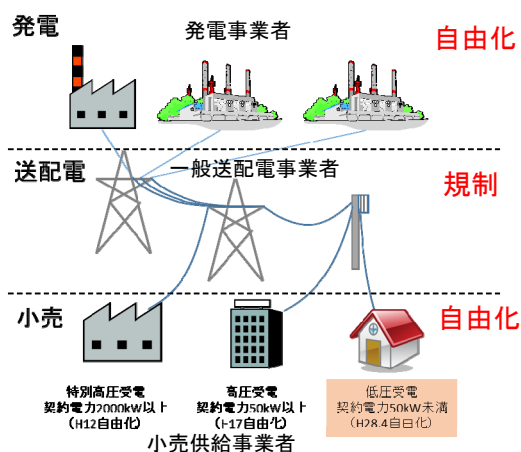 発電
発電事業者
自由化
送配電
一般送配電事業者
規制
小売
自由化
特別高圧受電
契約電力2000kW以上
(H12自由化)
高圧受電
契約電力50kW以上
(H17自由化)
低圧受電
契約電力50kW未満
(H28.4自由化)
小売供給事業者